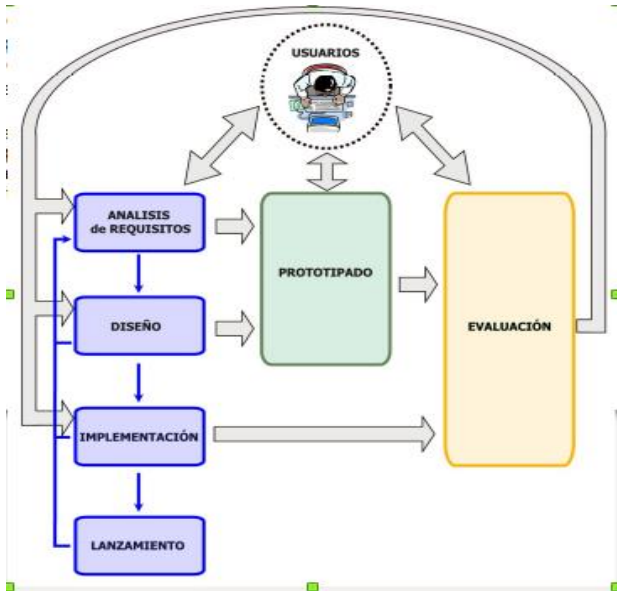 USUARIOS
ANALISIS
de REQUISITOS
PROTOTIPADO
DISEÑO
EVALUACIÓN
IMPLEMENTACIÓN
LANZAMIENTO